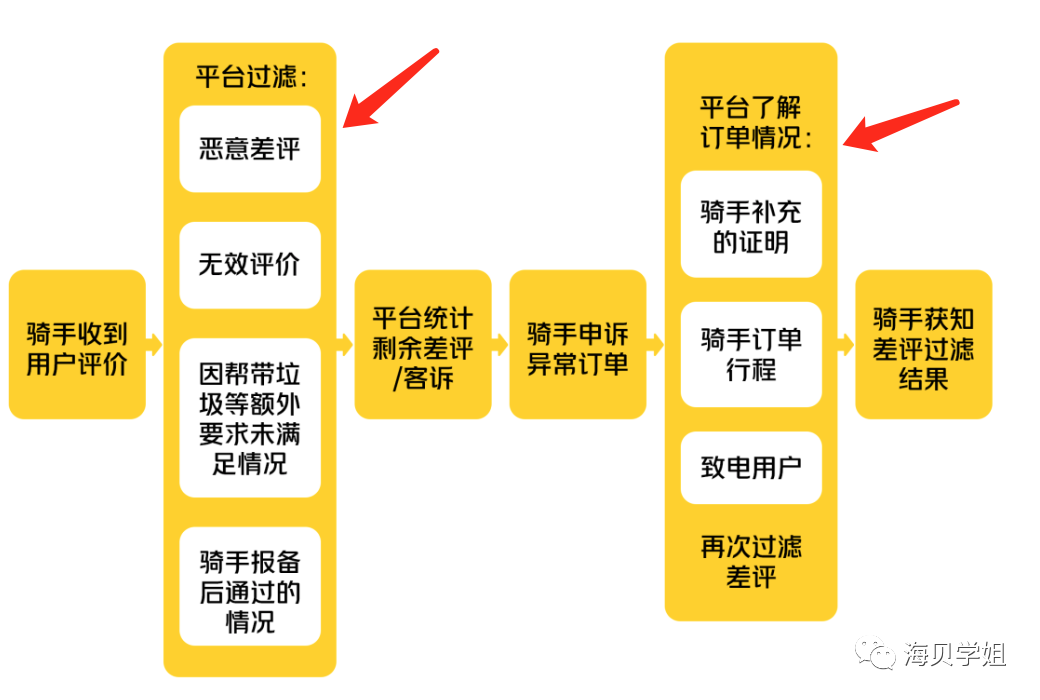 骑手收到
用户评价
平台过滤：
恶意差评
无效评价
因帮带垃
圾等额外
要求未满
足情况
骑手报备
后通过的
情况
平台统计
剩余差评
/客诉
骑手申诉
异常订单
平台了解
订单情况：
骑手补充
的证明
骑手订单
行程
致电用户
再次过滤
差评
骑手获知
差评过滤
结果
海贝学姐